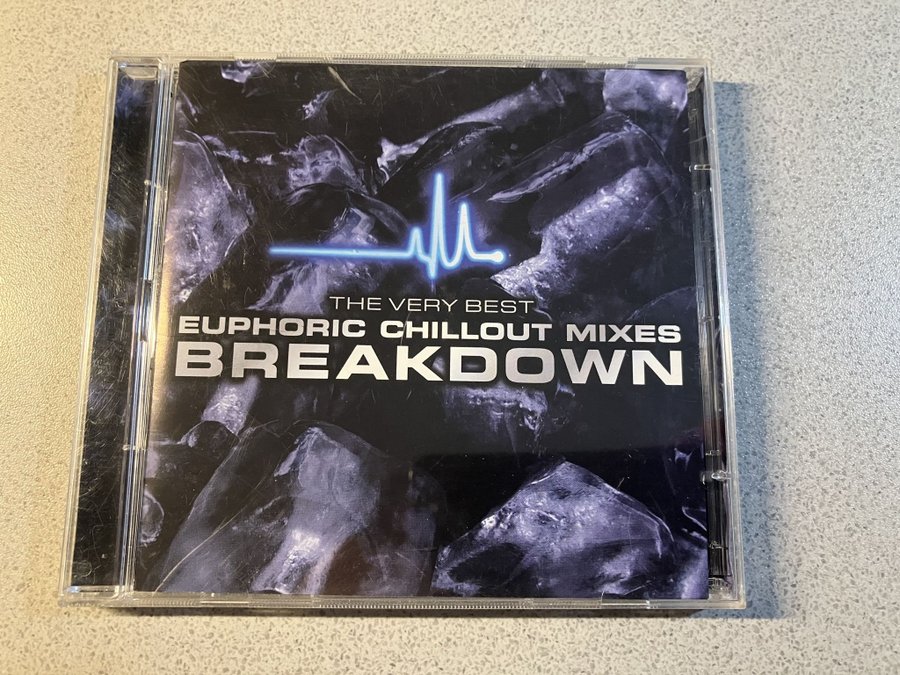 THE VERY BEST
EUPHORIC CHILLOUT MIXES
BREAKDOWN